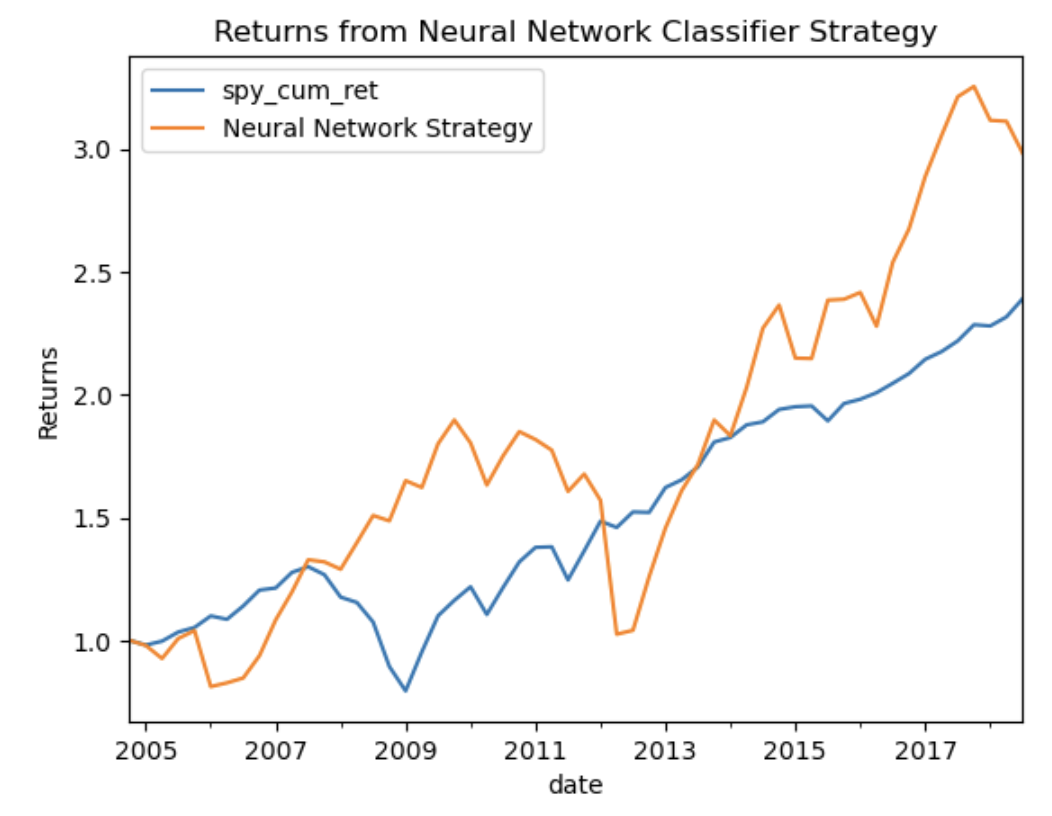 Returns from Neural Network Classifier Strategy
spy_cum_ret
Neural Network Strategy
3.0
2.5
2.0
1.5
1.0
Returns
2005 2007 2009 2011 2013 2015 2017
date